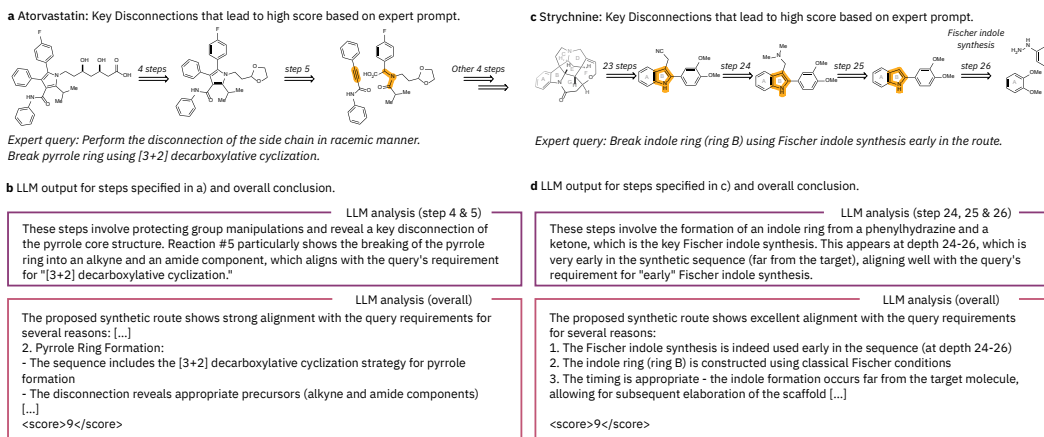 a Atorvastatin: Key Disconnections that lead to high score based on expert prompt.
4 steps
step 5
Other 4 steps
Expert query: Perform the disconnection of the side chain in racemic manner.
Break pyrrole ring using [3+2] decarboxylative cyclization.
b LLM output for steps specified in a) and overall conclusion.
LLM analysis (step 4 & 5)
These steps involve protecting group manipulations and reveal a key disconnection of
the pyrrole core structure. Reaction #5 particularly shows the breaking of the pyrrole
ring into an alkyne and an amide component, which aligns with the query's requirement
for "[3+2] decarboxylative cyclization."
LLM analysis (overall)
The proposed synthetic route shows strong alignment with the query requirements for
several reasons: [...]
2. Pyrrole Ring Formation:
- The sequence includes the [3+2] decarboxylative cyclization strategy for pyrrole
formation
- The disconnection reveals appropriate precursors (alkyne and amide components)
[...]
<score>9</score>
c Strychnine: Key Disconnections that lead to high score based on expert prompt.
23 steps
step 24
step 25
Fischer indole
synthesis
step 26
Expert query: Break indole ring (ring B) using Fischer indole synthesis early in the route.
d LLM output for steps specified in c) and overall conclusion.
LLM analysis (step 24, 25 & 26)
These steps involve the formation of an indole ring from a phenylhydrazine and a
ketone, which is the key Fischer indole synthesis. This appears at depth 24-26, which is
very early in the synthetic sequence (far from the target), aligning well with the query's
requirement for "early" Fischer indole synthesis.
LLM analysis (overall)
The proposed synthetic route shows excellent alignment with the query requirements
for several reasons:
1. The Fischer indole synthesis is indeed used early in the sequence (at depth 24-26)
2. The indole ring (ring B) is constructed using classical Fischer conditions
3. The timing is appropriate - the indole formation occurs far from the target molecule,
allowing for subsequent elaboration of the scaffold [...]
<score>9</score>